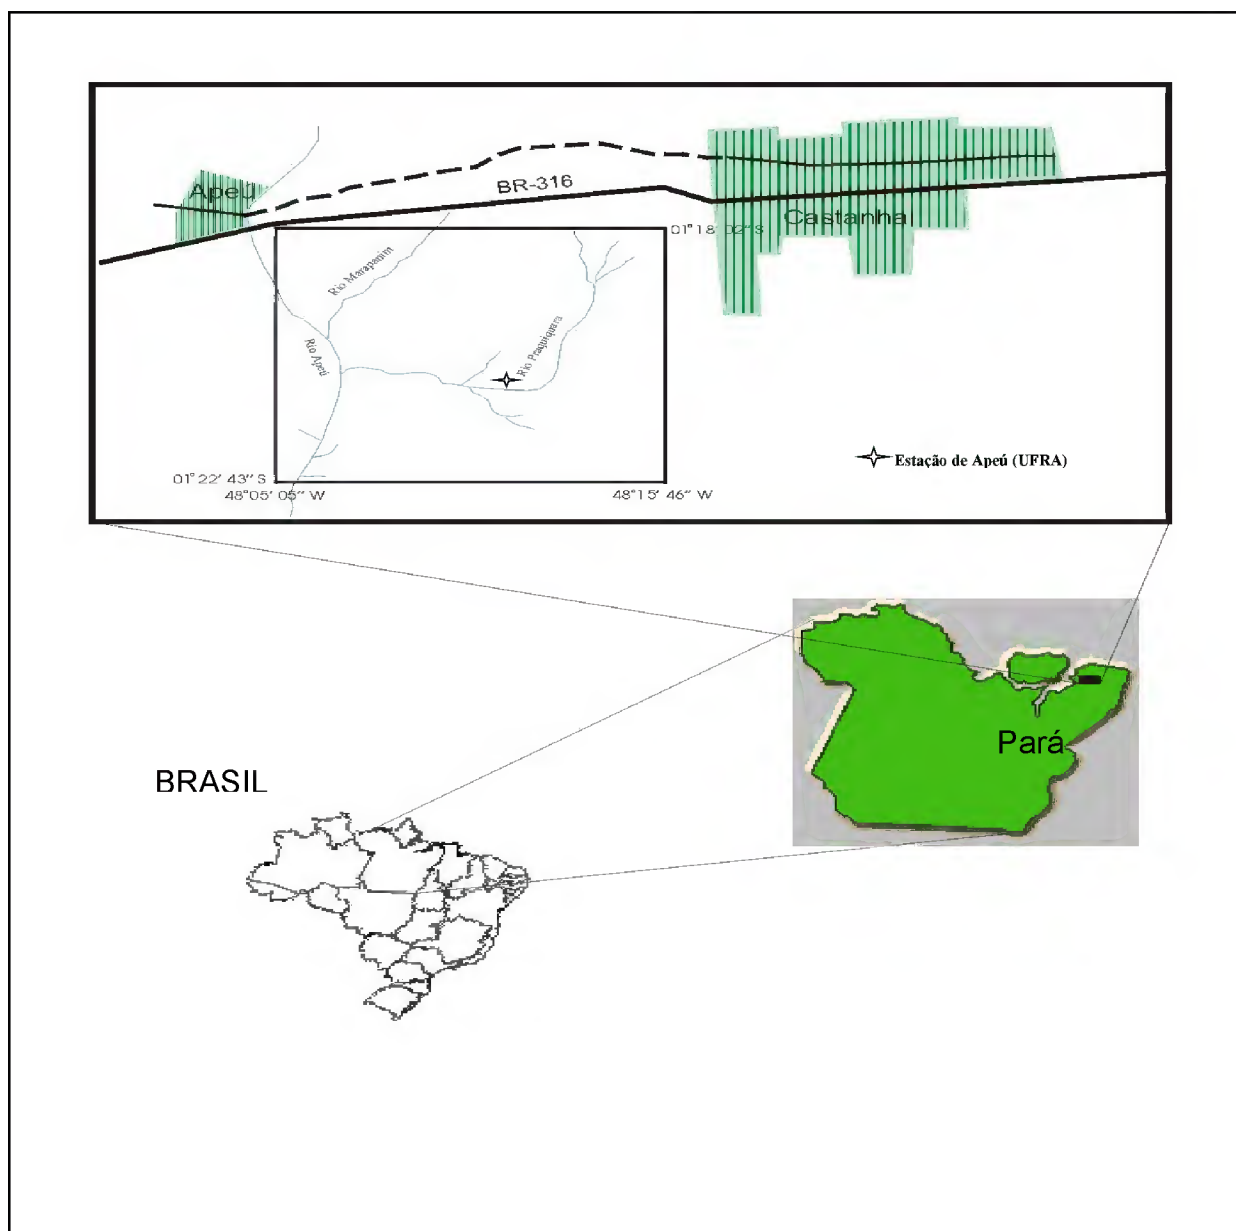 Apeú
BR-316
Castanhal
01°18' 02" S
Rio Marapanim
Rio Apeú
Rio Praquiquara
Estação de Apeú (UFRA)
01°22' 43" S
48°05' 05" W
48°15' 46" W
Pará
BRASIL